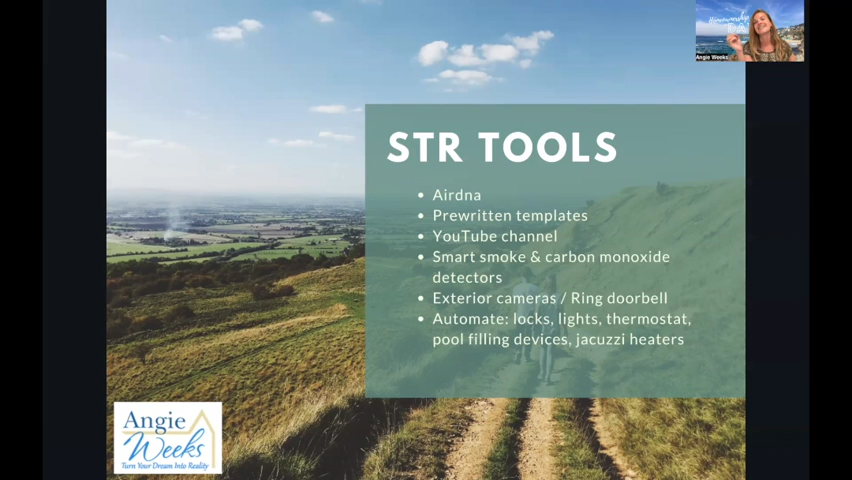 Homeownership
Angie Weeks
STR TOOLS
• Airdna
• Prewritten templates
• YouTube channel
• Smart smoke & carbon monoxide
detectors
• Exterior cameras / Ring doorbell
• Automate: locks, lights, thermostat,
pool filling devices, jacuzzi heaters
Angie
Weeks
Turn Your Dream Into Reality